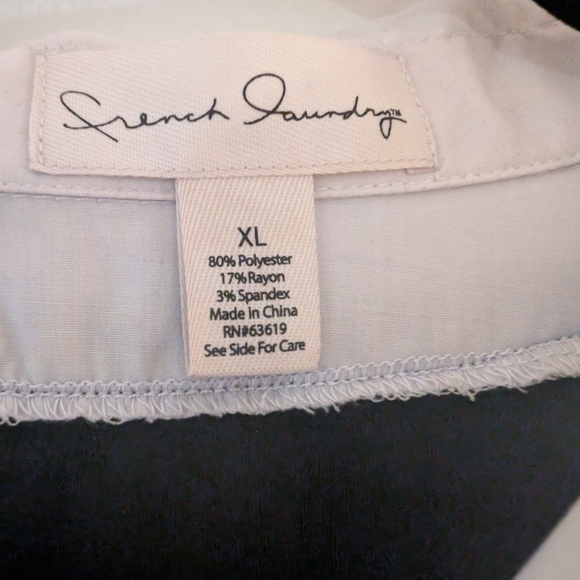 French Laundry™
XL
80% Polyester
17% Rayon
3% Spandex
Made in China
RN#63619
See Side For Care